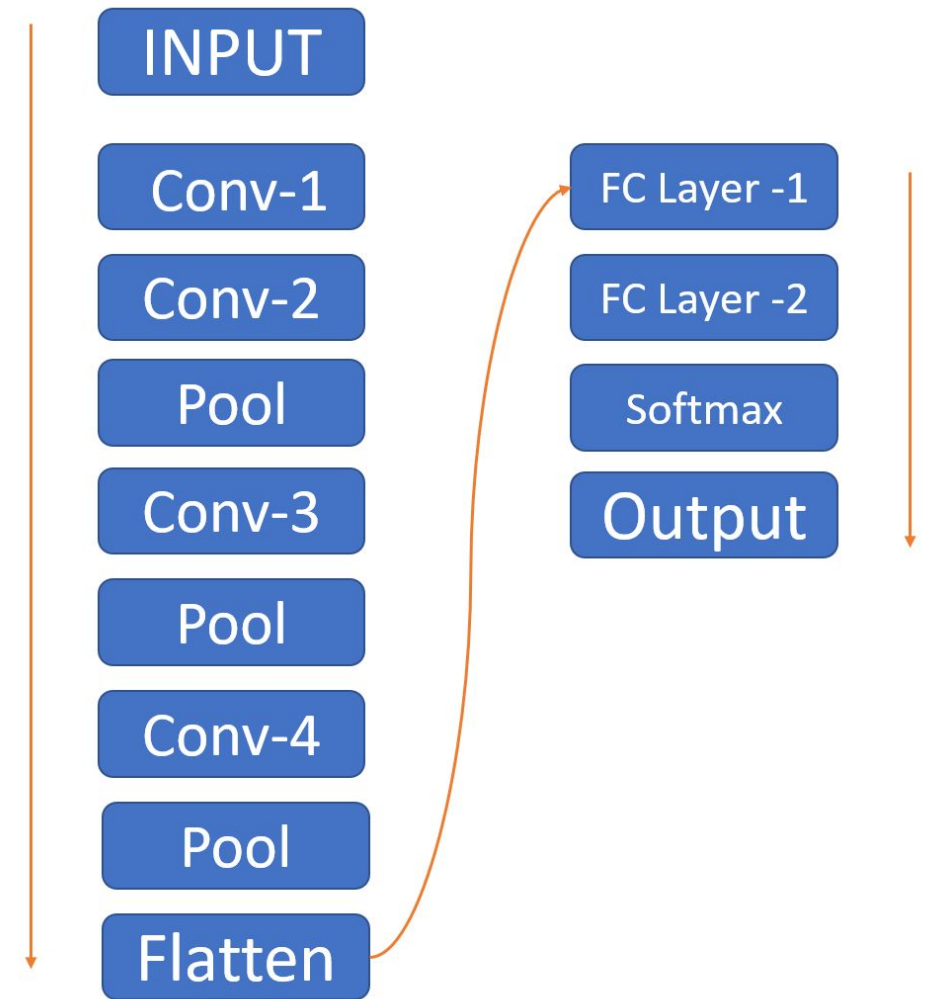 INPUT
Conv-1
Conv-2
Pool
Conv-3
Pool
Conv-4
Pool
Flatten
FC Layer -1
FC Layer -2
Softmax
Output